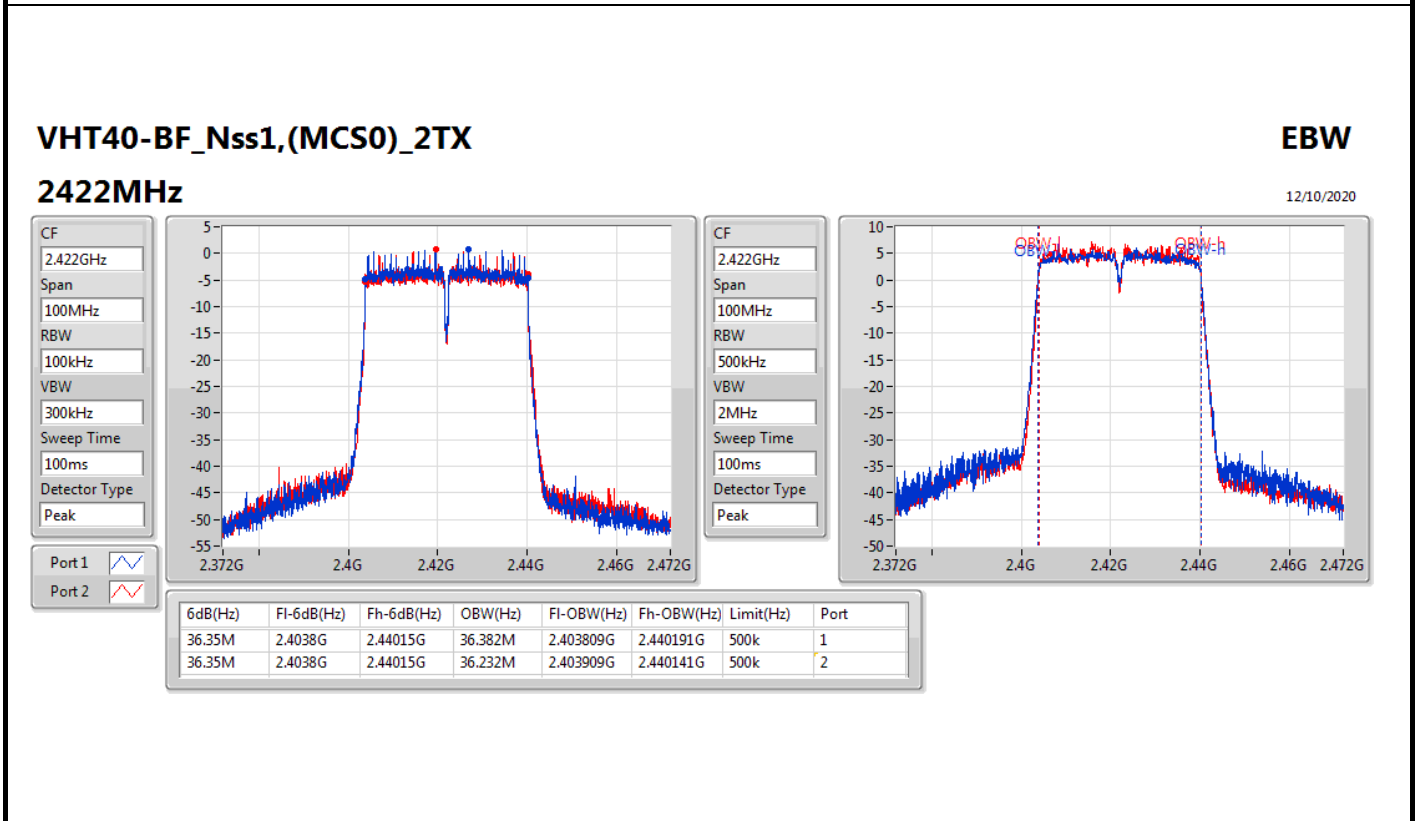 VHT40-BF_Nss1,(MCS0)_2TX EBW
2422MHz 12/10/2020
CF
2.422GHz
Span
100MHz
RBW
100kHz
VBW
300kHz
Sweep Time
100ms
Detector Type
Peak
Port 1
Port 2
5
0
-5
-10
-15
-20
-25
-30
-35
-40
-45
-50
-55
2.372G 2.4G 2.42G 2.44G 2.46G 2.472G
CF
2.422GHz
Span
100MHz
RBW
500kHz
VBW
2MHz
Sweep Time
100ms
Detector Type
Peak
10
5
0
-5
-10
-15
-20
-25
-30
-35
-40
-45
-50
OBW-l OBW-h
OBW-l OBW-h
2.372G 2.4G 2.42G 2.44G 2.46G 2.472G
6dB(Hz) Fl-6dB(Hz) Fh-6dB(Hz) OBW(Hz) Fl-OBW(Hz) Fh-OBW(Hz) Limit(Hz) Port
36.35M 2.4038G 2.44015G 36.382M 2.403809G 2.440191G 500k 1
36.35M 2.4038G 2.44015G 36.232M 2.403909G 2.440141G 500k 2